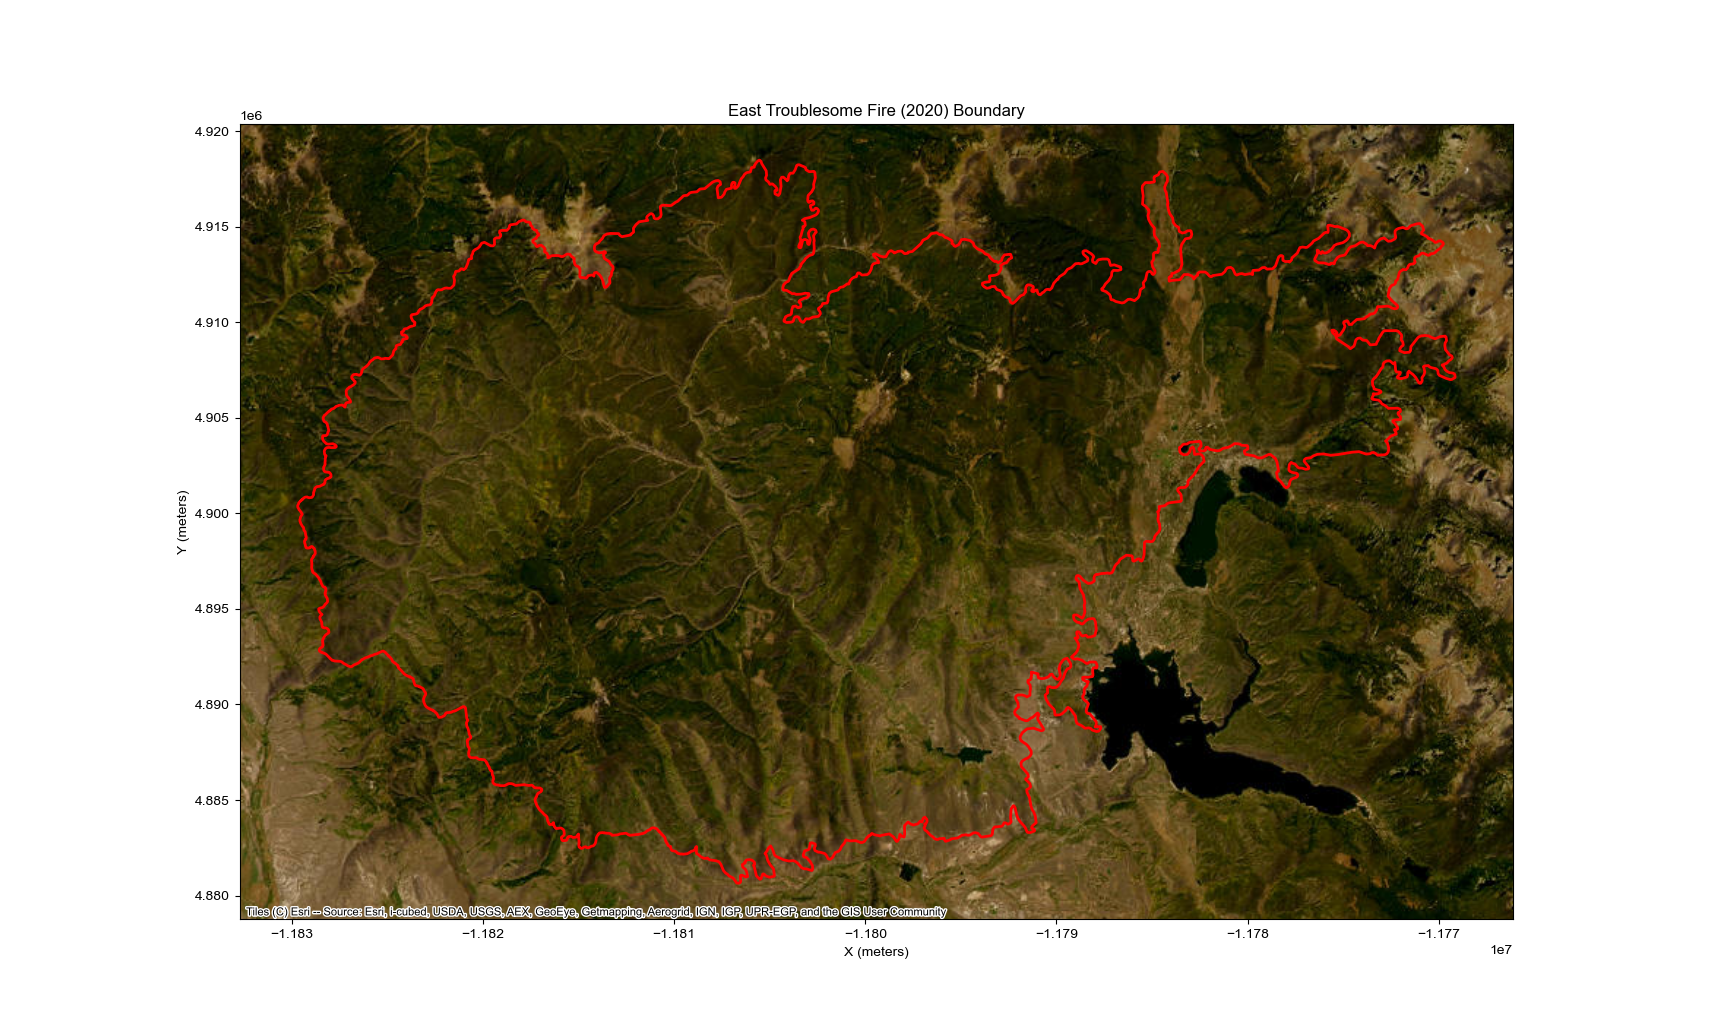 East Troublesome Fire (2020) Boundary
1e6
4.920
4.915
4.910
4.905
4.900
4.895
4.890
4.885
4.880
Y (meters)
Tiles (C) Esri -- Source: Esri, i-cubed, USDA, USGS, AEX, GeoEye, Getmapping, Aerogrid, IGN, IGP, UPR-EGP, and the GIS User Community
−1.183 −1.182 −1.181 −1.180 −1.179 −1.178 −1.177
X (meters)
1e7